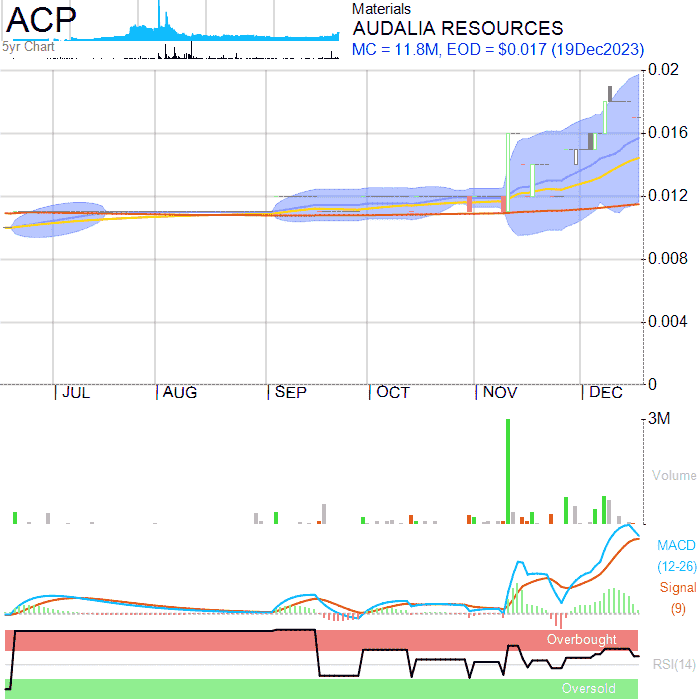 ACP
5yr Chart
Materials
AUDALIA RESOURCES
MC = 11.8M, EOD = $0.017 (19Dec2023)
0.02
0.016
0.012
0.008
0.004
0
JUL AUG SEP OCT NOV DEC
3M
Volume
MACD
(12-26)
Signal
(9)
Overbought
RSI(14)
Oversold